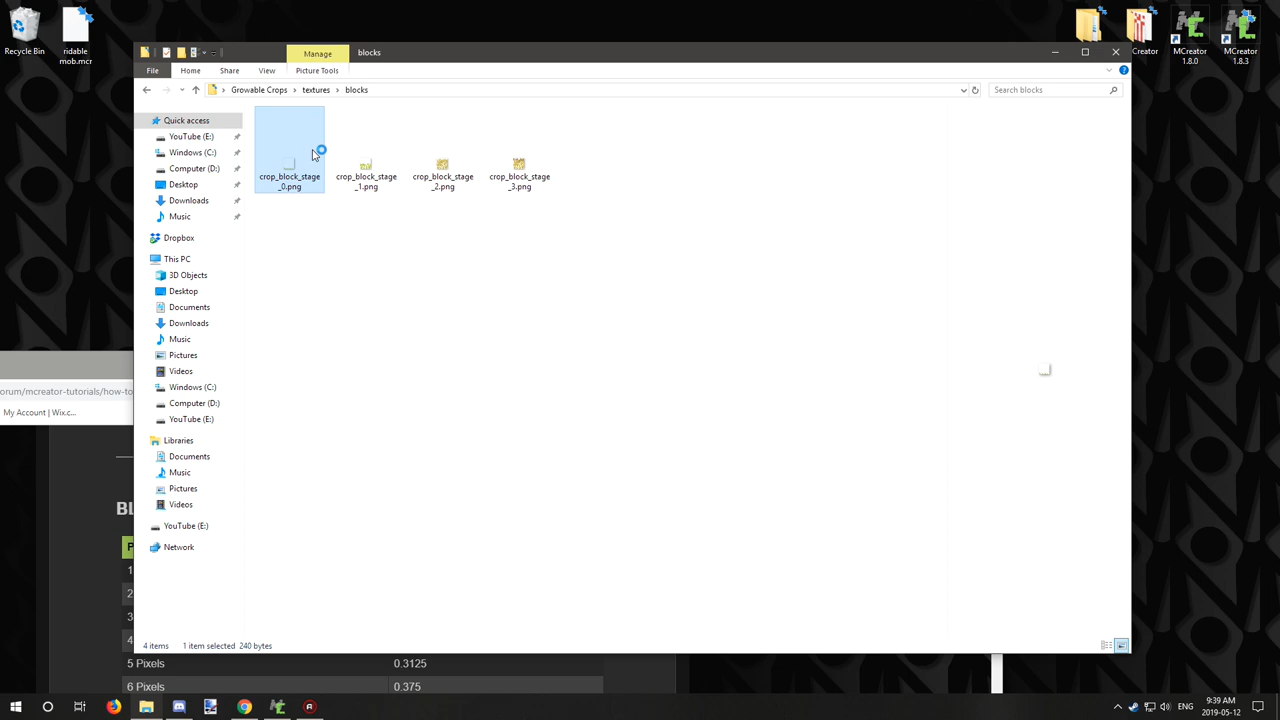 Recycle Bin
ridable
mob.mcr
Creator
MCreator
1.8.0
MCreator
1.8.3
Manage
blocks
File
Home
Share
View
Picture Tools
Growable Crops
textures
blocks
Search blocks
Quick access
YouTube (E:)
Windows (C:)
Computer (D:)
Desktop
Downloads
Music
Dropbox
This PC
3D Objects
Desktop
Documents
Downloads
Music
Pictures
Videos
Windows (C:)
Computer (D:)
YouTube (E:)
Libraries
Documents
Music
Pictures
Videos
YouTube (E:)
Network
crop_block_stage
_0.png
crop_block_stage
_1.png
crop_block_stage
_2.png
crop_block_stage
_3.png
orum/mcreator-tutorials/how-to
My Account | Wix.c...
BL
P
1
2
3
4
4 items
1 item selected 240 bytes
5 Pixels
0.3125
6 Pixels
0.375
ENG
9:39 AM
2019-05-12